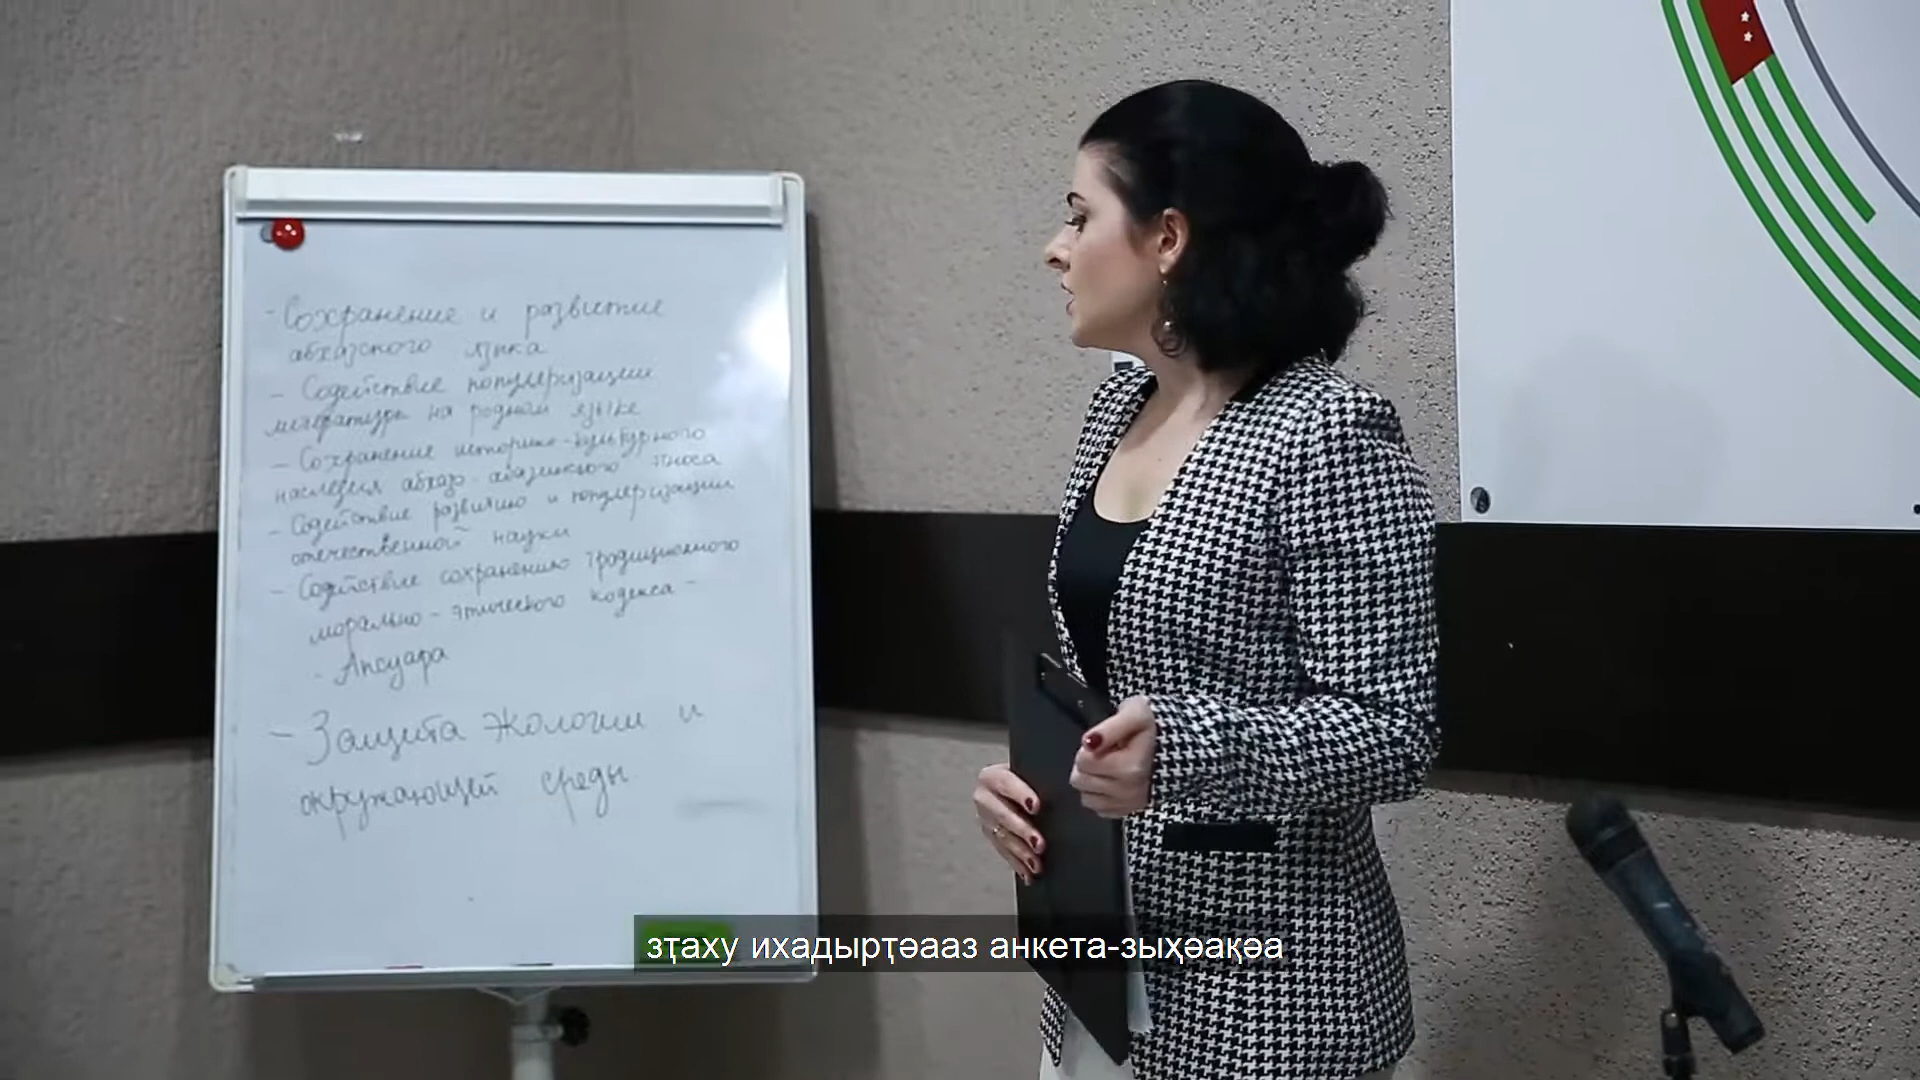 - Сохранение и развитие
абхазского языка
- Содействие популяризации
литературы на родном языке
- Сохранение историко-культурного
наследия абхазо-абазинского этноса
- Содействие развитию и популяризации
отечественной науки
- Содействие сохранению традиционного
морально-этического кодекса -
- Апсуара
- Защита экологии и
окружающей среды
зҭаху ихадырҭәааз анкета-зыҳәақәа